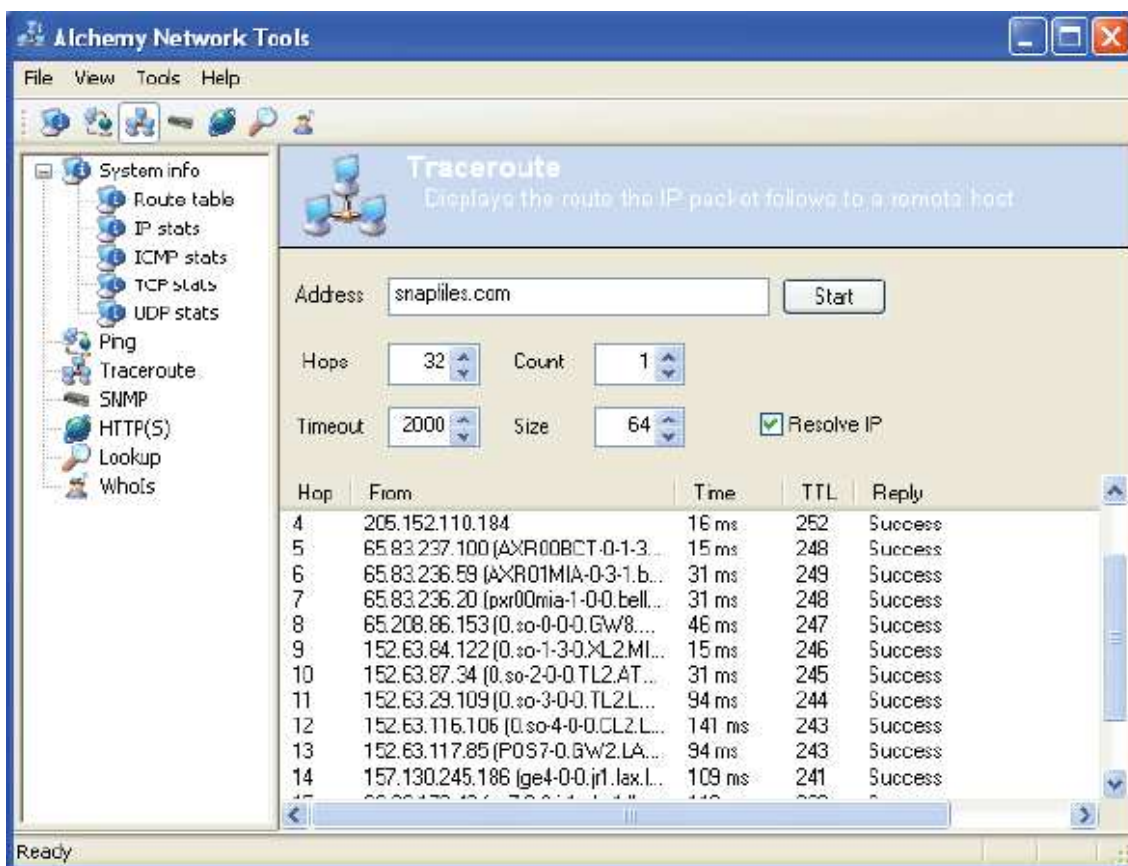 Alchemy Network Tools
File View Tools Help
System info
Route table
IP stats
ICMP stats
TCP stats
UDP stats
Ping
Traceroute
SNMP
HTTP(S)
Lookup
WhoIs
Traceroute
Displays the route the IP packet follows to a remote host
Address snapfiles.com Start
Hops 32 Count 1
Timeout 2000 Size 64 Resolve IP
Hop From Time TTL Reply
4 205.152.110.184 16 ms 252 Success
5 65.83.237.100 (AXR00BCT-0-1-3... 15 ms 248 Success
6 65.83.236.59 (AXR01MIA-0-3-1.b... 31 ms 249 Success
7 65.83.236.20 (pxr00mia-1-0-0.bell... 31 ms 248 Success
8 65.208.86.153 (0.so-0-0-0.GW8.... 46 ms 247 Success
9 152.63.84.122 (0.so-1-3-0.XL2.MI... 15 ms 246 Success
10 152.63.87.34 (0.so-2-0-0.TL2.AT... 31 ms 245 Success
11 152.63.29.109 (0.so-3-0-0.TL2.L... 94 ms 244 Success
12 152.63.116.106 (0.so-4-0-0.CL2.L... 141 ms 243 Success
13 152.63.117.85 (POS7-0.GW2.LA... 94 ms 243 Success
14 157.130.245.186 (ge4-0-0.jr1.lax.l... 109 ms 241 Success
Ready